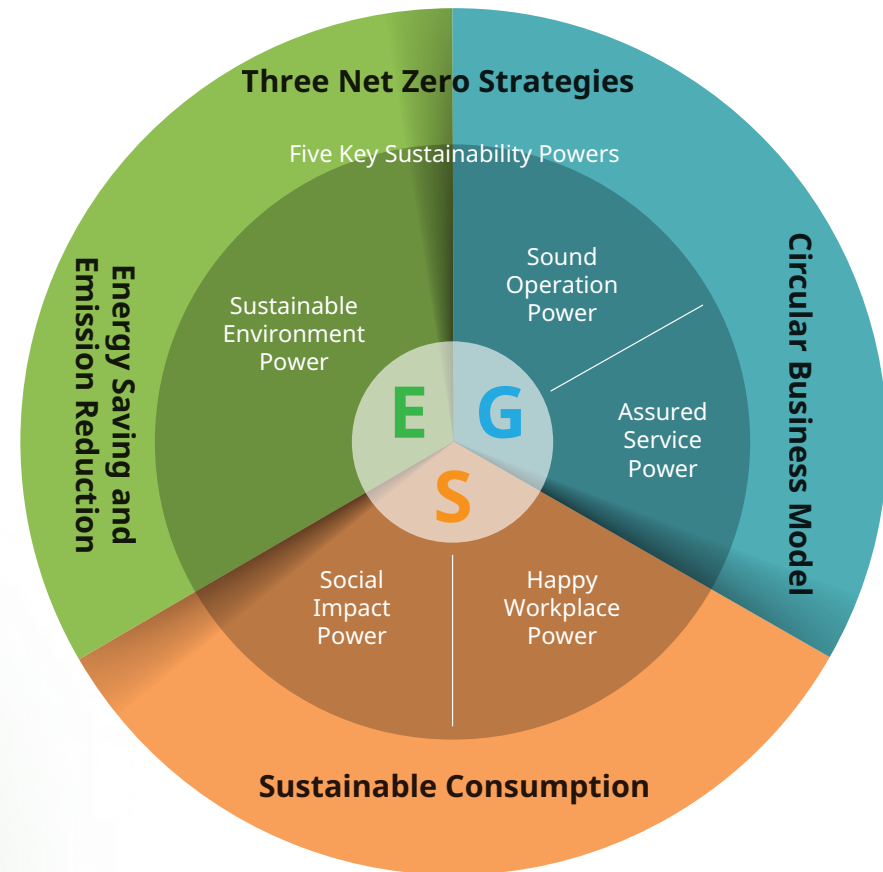 Three Net Zero Strategies
Five Key Sustainability Powers
Energy Saving and
Emission Reduction
Sustainable
Environment
Power
Sound
Operation
Power
Assured
Service
Power
Circular Business Model
E
G
S
Social
Impact
Power
Happy
Workplace
Power
Sustainable Consumption